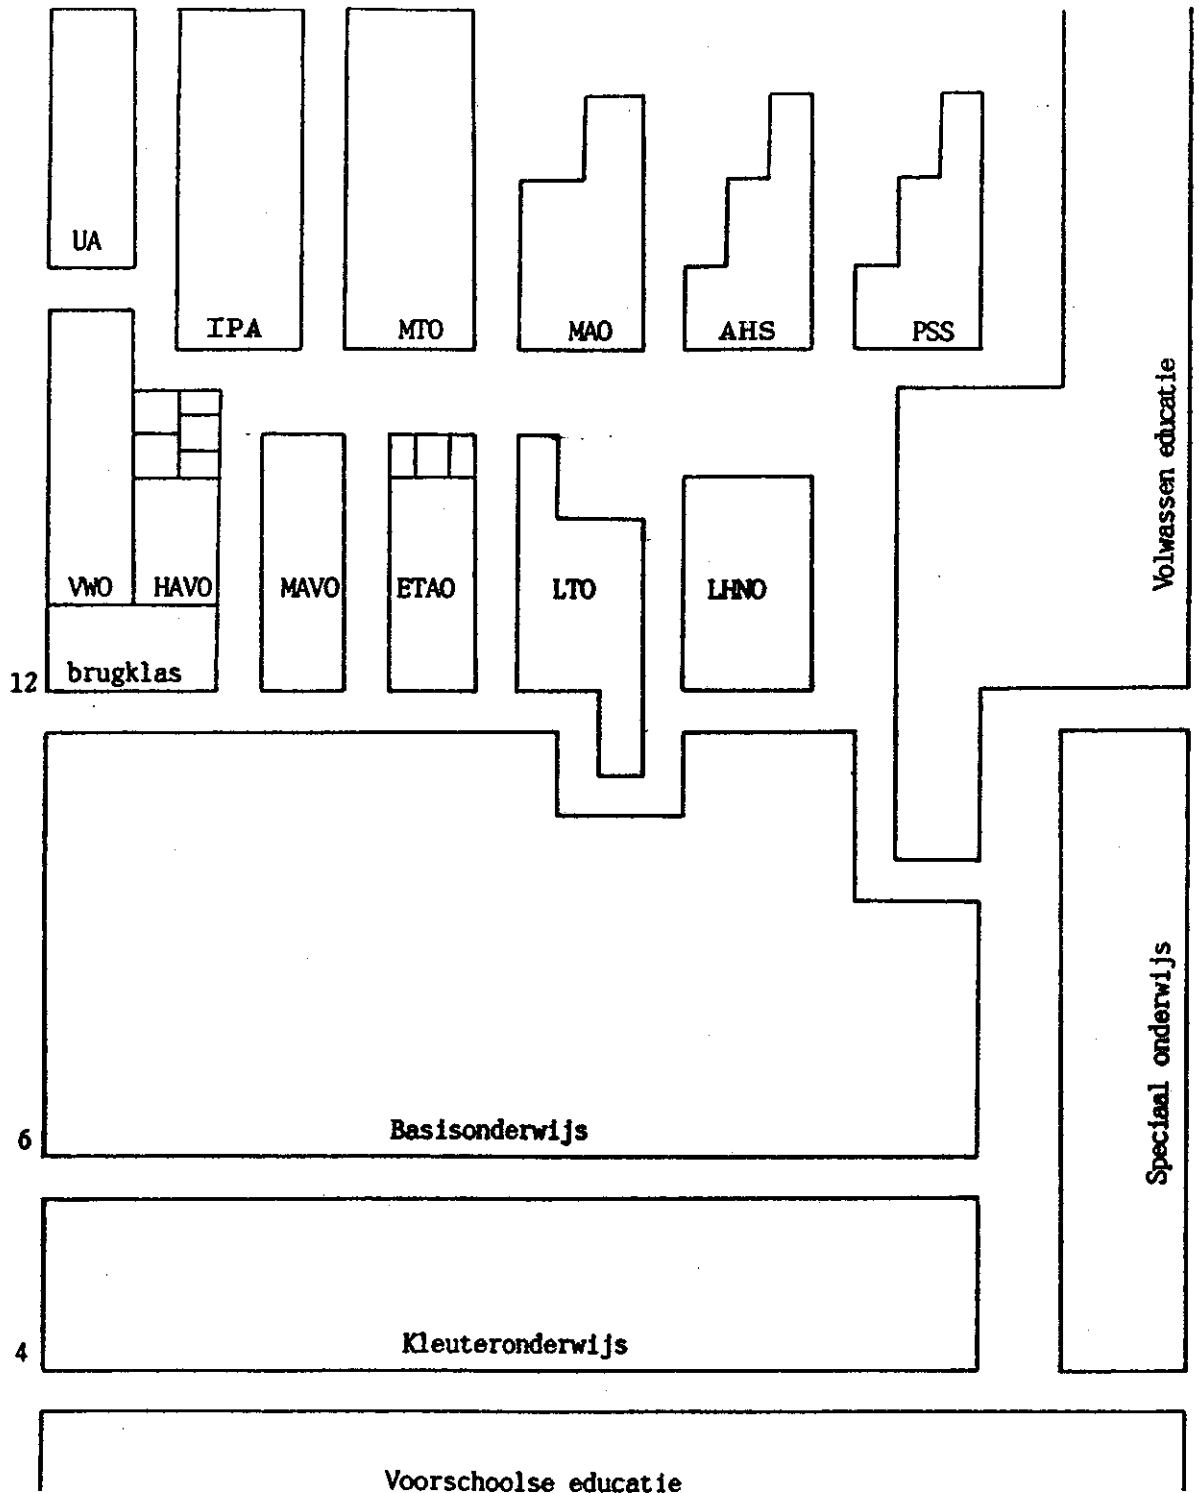 UA
IPA
MTO
MAO
AHS
PSS
Volwassen educatie
VWO
HAVO
MAVO
ETAO
LTO
LHNO
12
brugklas
Speciaal onderwijs
6
Basisonderwijs
4
Kleuteronderwijs
Voorschoolse educatie